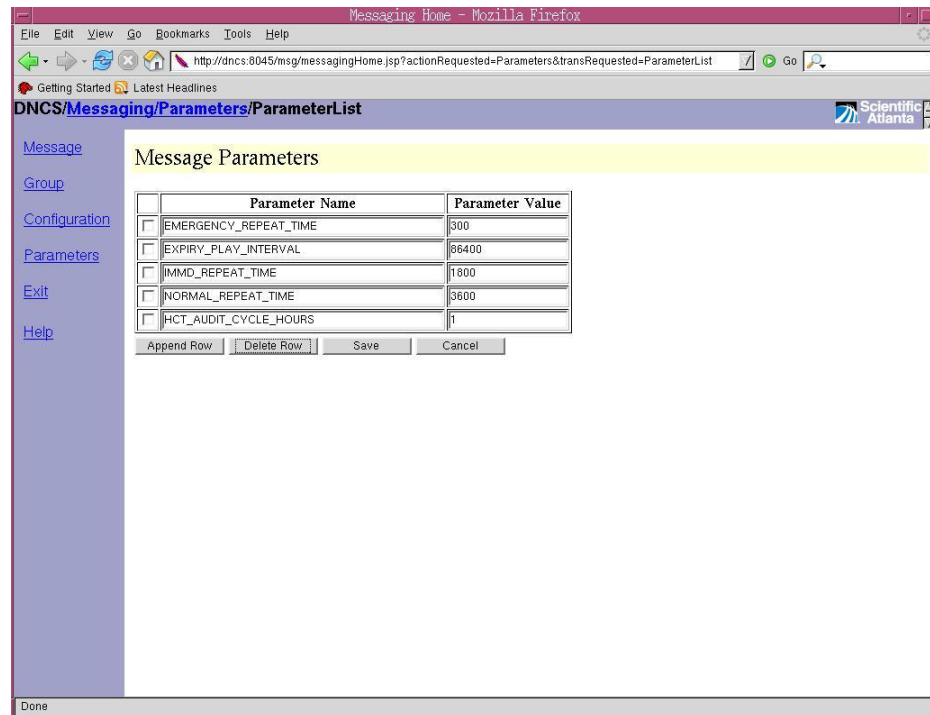 Messaging Home - Mozilla Firefox
File Edit View Go Bookmarks Tools Help
http://dncs:8045/msg/messagingHome.jsp?actionRequested=Parameters&transRequested=ParameterList Go
Getting Started Latest Headlines
DNCS/Messaging/Parameters/ParameterList
Scientific
Atlanta
Message
Group
Configuration
Parameters
Exit
Help
Message Parameters
Parameter Name Parameter Value
EMERGENCY_REPEAT_TIME 300
EXPIRY_PLAY_INTERVAL 86400
IMMD_REPEAT_TIME 1800
NORMAL_REPEAT_TIME 3600
HCT_AUDIT_CYCLE_HOURS 1
Append Row Delete Row Save Cancel
Done